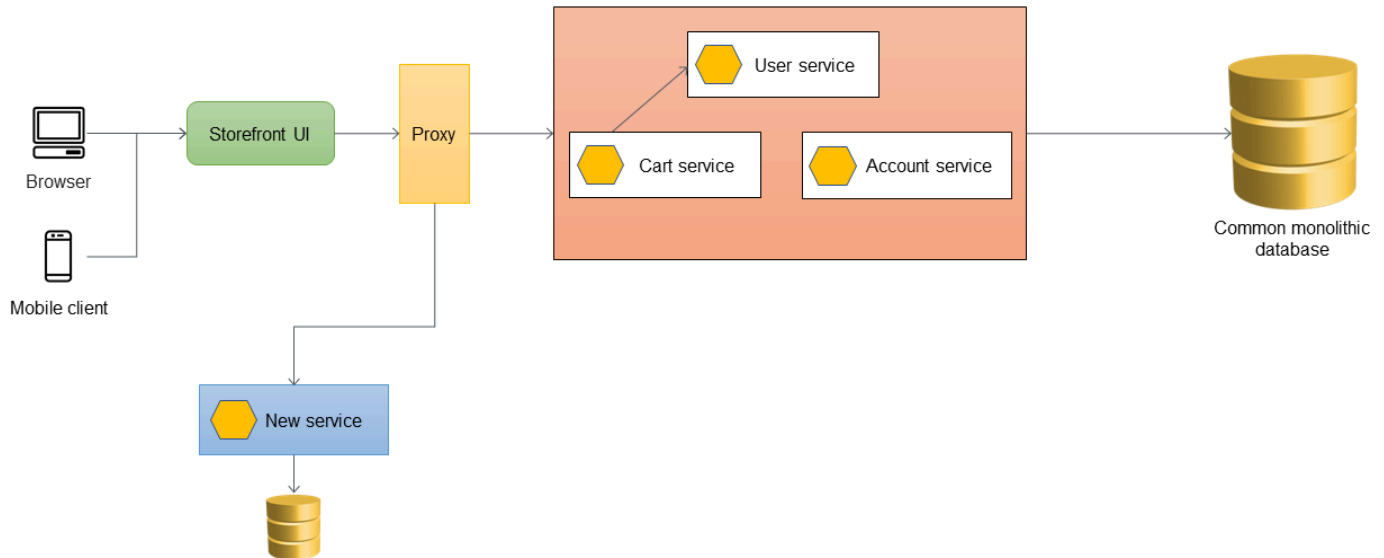 User service
Storefront UI
Proxy
Cart service
Account service
Browser
Common monolithic
database
Mobile client
New service